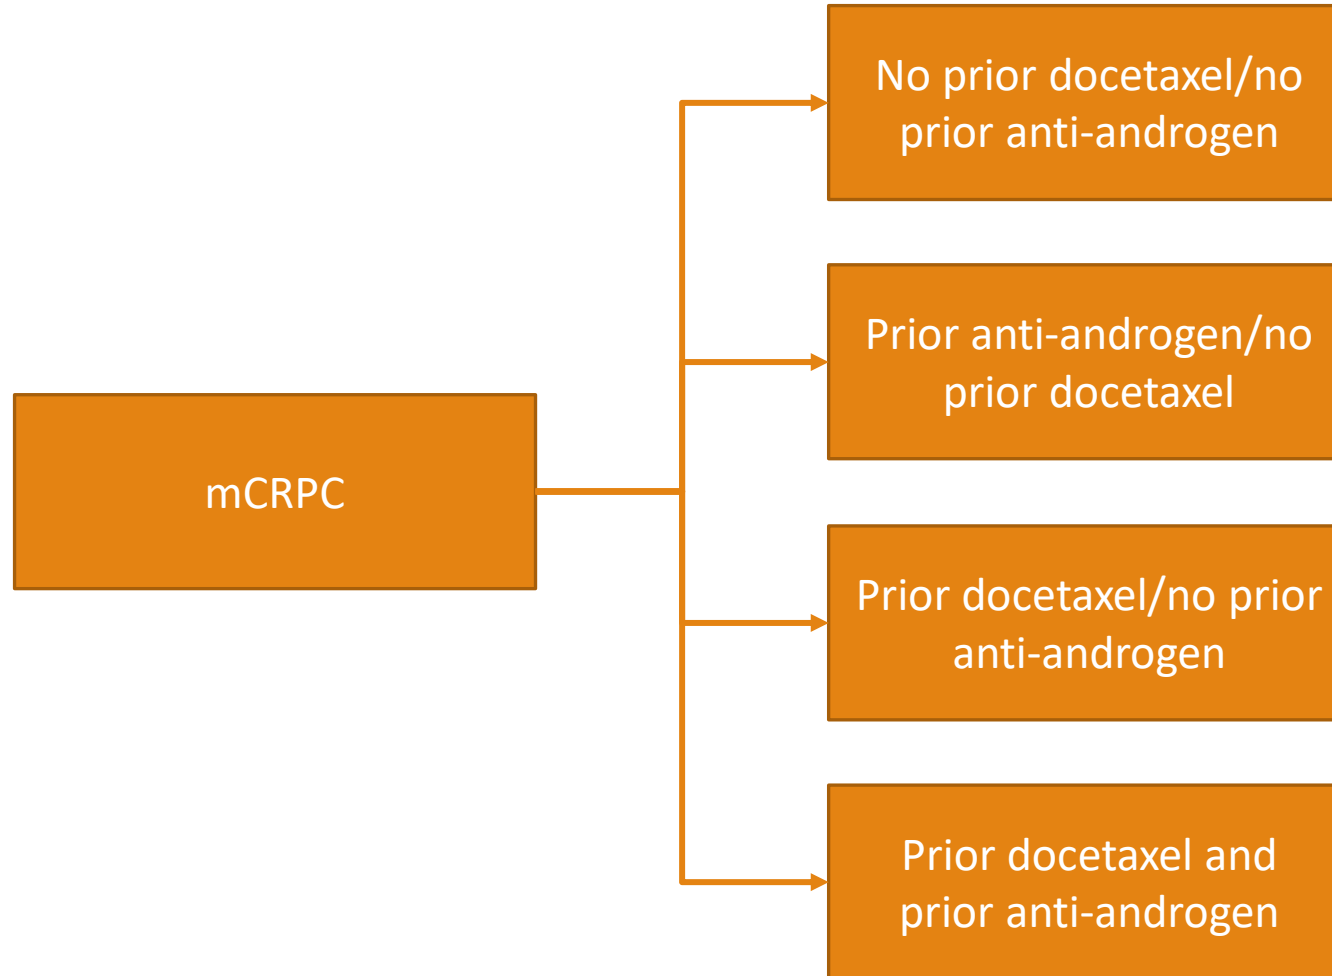 No prior docetaxel/no
prior anti-androgen
Prior anti-androgen/no
prior docetaxel
mCRPC
Prior docetaxel/no prior
anti-androgen
Prior docetaxel and
prior anti-androgen